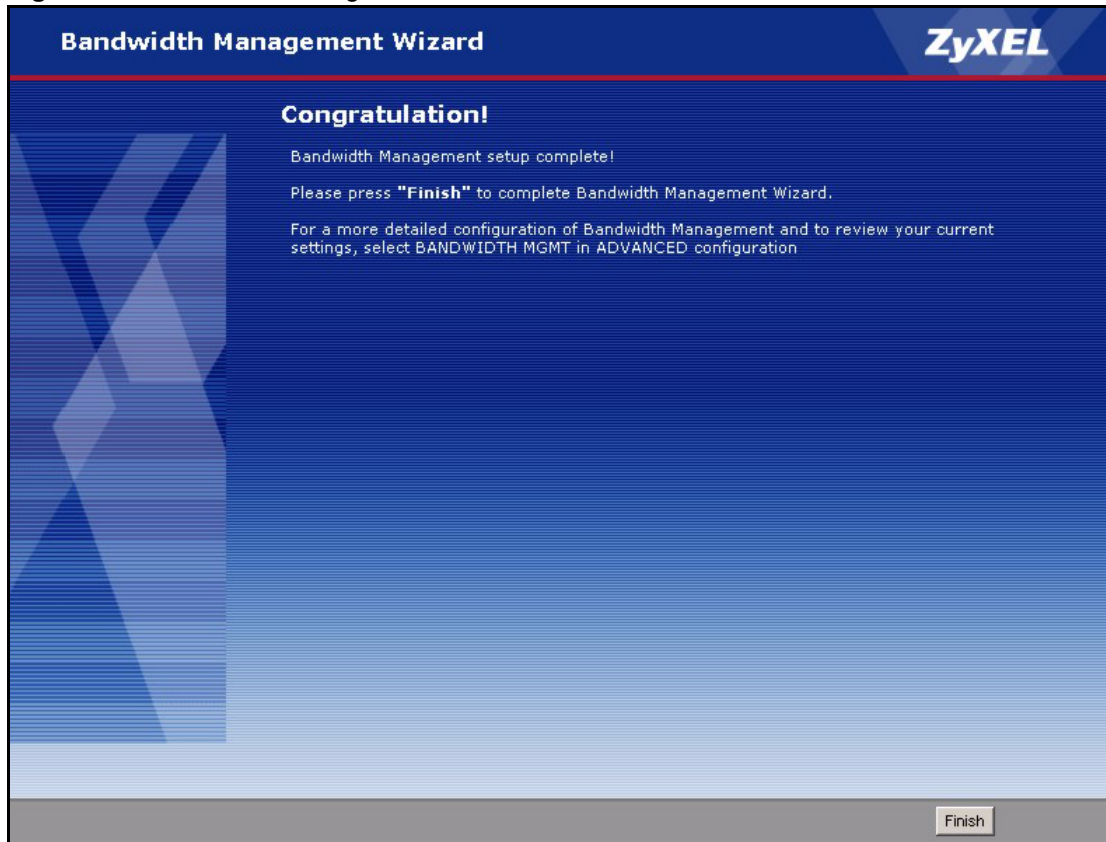 Bandwidth Management Wizard
ZyXEL
Congratulation!
Bandwidth Management setup complete!
Please press "Finish" to complete Bandwidth Management Wizard.
For a more detailed configuration of Bandwidth Management and to review your current
settings, select BANDWIDTH MGMT in ADVANCED configuration
Finish